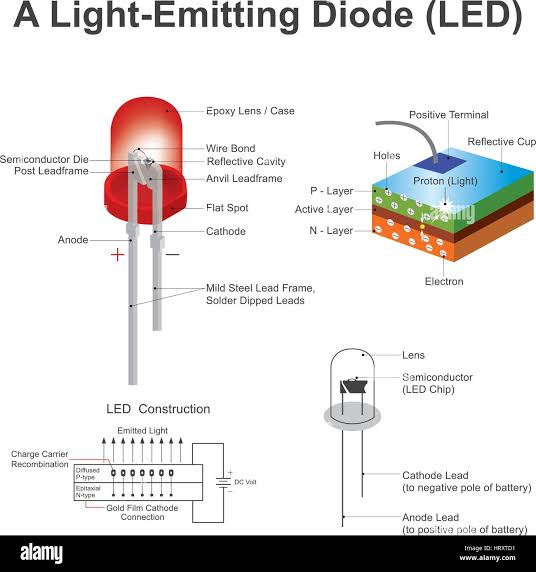 A Light-Emitting Diode (LED)
Epoxy Lens / Case
Wire Bond
Semiconductor Die
Reflective Cavity
Post Leadframe
Anvil Leadframe
Flat Spot
Anode
Cathode
+
−
Mild Steel Lead Frame,
Solder Dipped Leads
Positive Terminal
Reflective Cup
Holes
Proton (Light)
P - Layer
Active Layer
N - Layer
Electron
alamy
LED Construction
Emitted Light
Charge Carrier
Recombination
Diffused
P-type
Epitaxial
N-type
+
−
DC Volt
Gold Film Cathode
Connection
Lens
Semiconductor
(LED Chip)
Cathode Lead
(to negative pole of battery)
Anode Lead
(to positive pole of battery)
alamy
Image ID: HRXTD1
www.alamy.com